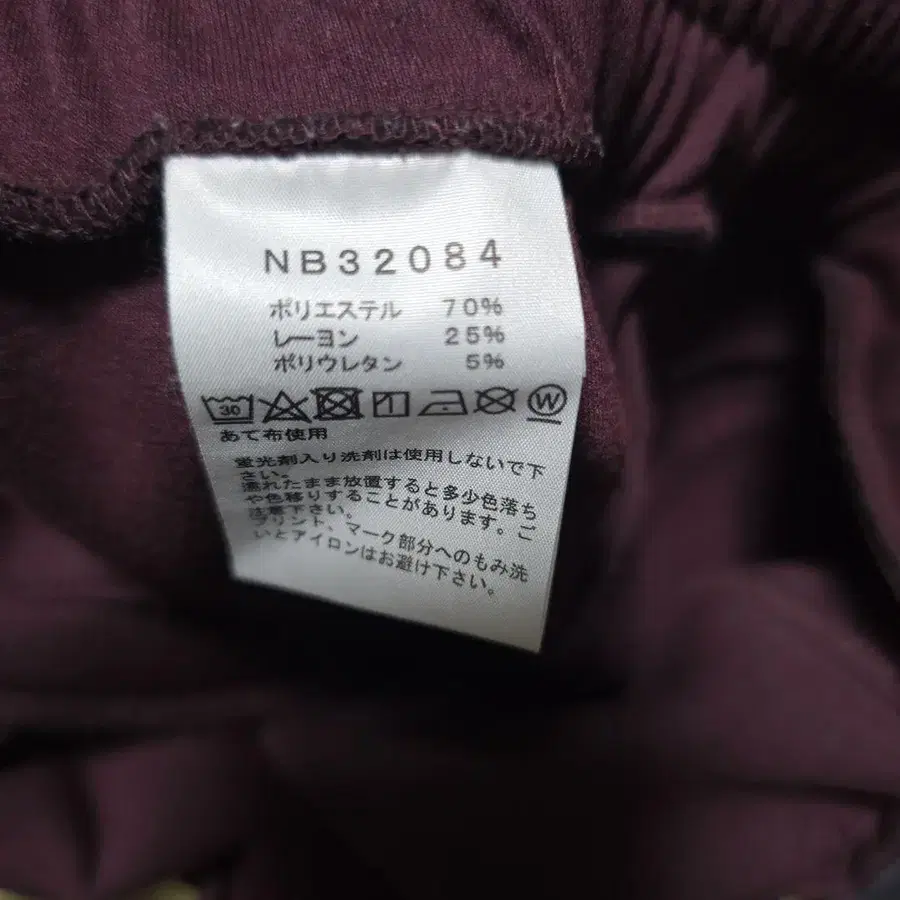 NB32084
ポリエステル 70%
レーヨン 25%
ポリウレタン 5%
30 W
あて布使用
蛍光剤入り洗剤は使用しないで下
さい。
濡れたまま放置すると多少色落ち
や色移りすることがあります。ご
注意下さい。
プリント、マーク部分へのもみ洗
いとアイロンはお避け下さい。